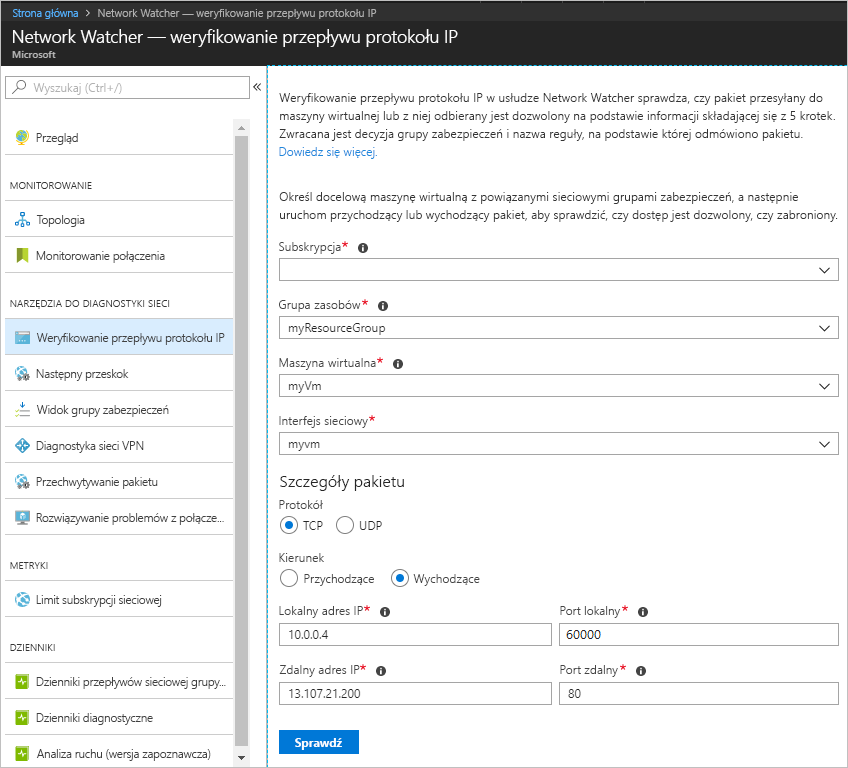 Strona główna > Network Watcher — weryfikowanie przepływu protokołu IP
Network Watcher — weryfikowanie przepływu protokołu IP
Microsoft
Wyszukaj (Ctrl+/)
«
Przegląd
MONITOROWANIE
Topologia
Monitorowanie połączenia
NARZĘDZIA DO DIAGNOSTYKI SIECI
Weryfikowanie przepływu protokołu IP
Następny przeskok
Widok grupy zabezpieczeń
Diagnostyka sieci VPN
Przechwytywanie pakietu
Rozwiązywanie problemów z połącze...
METRYKI
Limit subskrypcji sieciowej
DZIENNIKI
Dzienniki przepływów sieciowej grupy...
Dzienniki diagnostyczne
Analiza ruchu (wersja zapoznawcza)
Weryfikowanie przepływu protokołu IP w usłudze Network Watcher sprawdza, czy pakiet przesyłany do
maszyny wirtualnej lub z niej odbierany jest dozwolony na podstawie informacji składającej się z 5 krotek.
Zwracana jest decyzja grupy zabezpieczeń i nazwa reguły, na podstawie której odmówiono pakietu.
Dowiedz się więcej.
Określ docelową maszynę wirtualną z powiązanymi sieciowymi grupami zabezpieczeń, a następnie
uruchom przychodzący lub wychodzący pakiet, aby sprawdzić, czy dostęp jest dozwolony, czy zabroniony.
Subskrypcja*
Grupa zasobów*
myResourceGroup
Maszyna wirtualna*
myVm
Interfejs sieciowy*
myvm
Szczegóły pakietu
Protokół
TCP UDP
Kierunek
Przychodzące Wychodzące
Lokalny adres IP* Port lokalny*
10.0.0.4 60000
Zdalny adres IP* Port zdalny*
13.107.21.200 80
Sprawdź